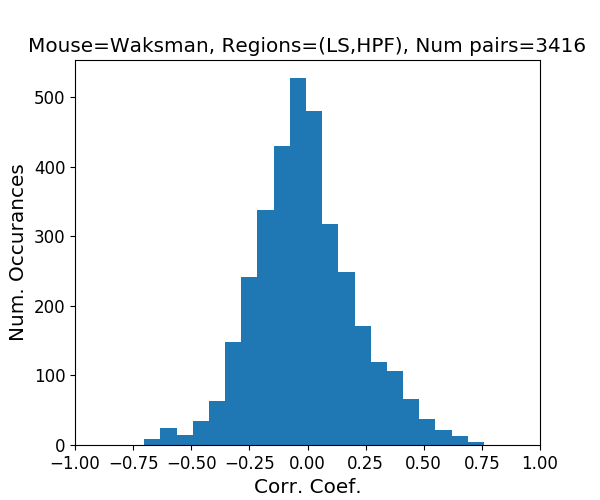 Mouse=Waksman, Regions=(LS,HPF), Num pairs=3416
500
400
300
200
100
0
Num. Occurances
−1.00 −0.75 −0.50 −0.25 0.00 0.25 0.50 0.75 1.00
Corr. Coef.